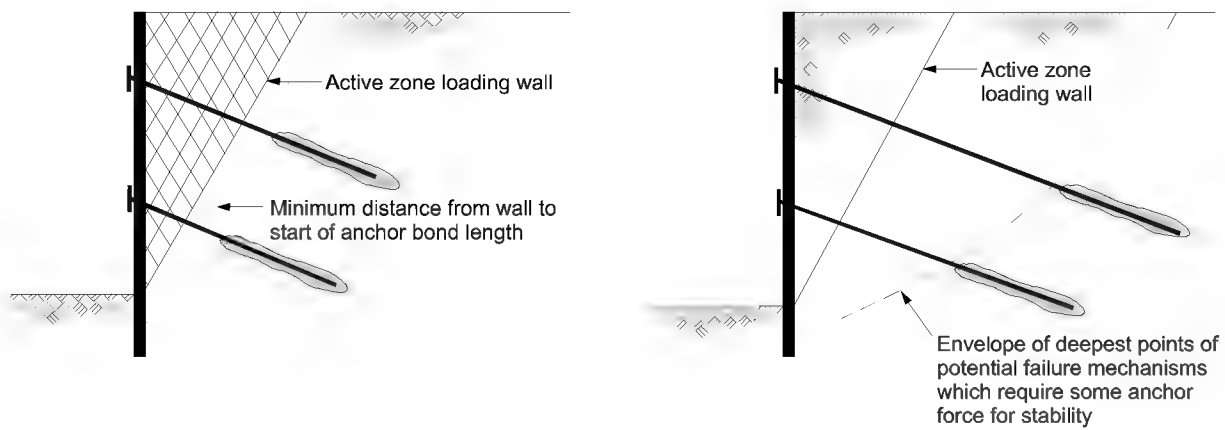 Active zone loading wall
Minimum distance from wall to
start of anchor bond length
Active zone
loading wall
Envelope of deepest points of
potential failure mechanisms
which require some anchor
force for stability